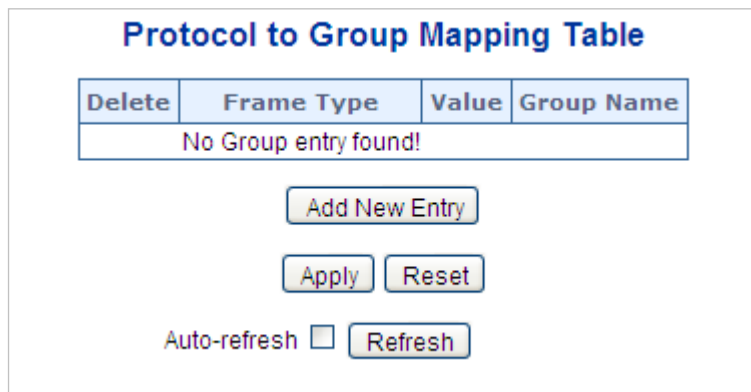 Protocol to Group Mapping Table
Delete Frame Type Value Group Name
No Group entry found!
Add New Entry
Apply Reset
Auto-refresh Refresh